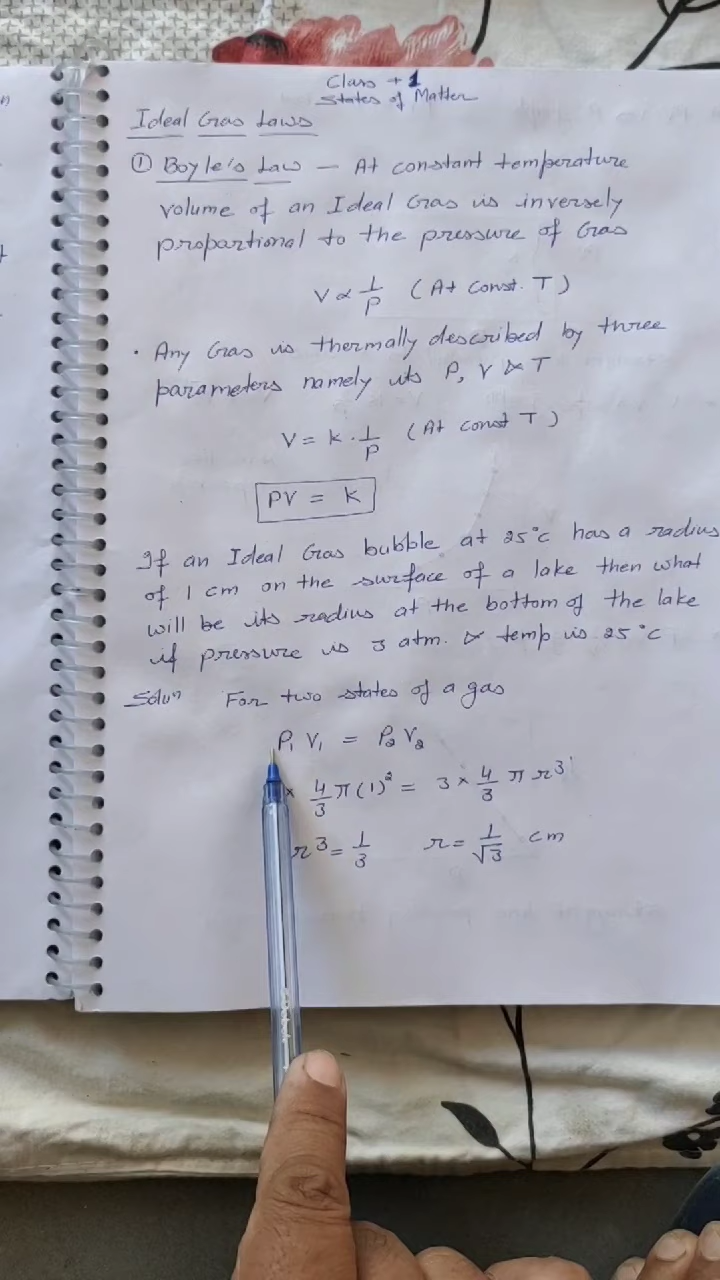 Class + 1
States of Matter
Ideal Gas Laws
① Boyle's Law — At constant temperature
volume of an Ideal Gas is inversely
propartional to the pressure of Gas
V ∝ 1/P (At Const. T)
· Any Gas is thermally described by three
parameters namely its P, V & T
V = K · 1/P (At const T)
PV = K
If an Ideal Gas bubble at 25°C has a radius
of 1 cm on the surface of a lake then what
will be its radius at the bottom of the lake
if pressure is 3 atm. & temp is 25°C
Solun For two states of a gas
P₁ V₁ = P₂ V₂
× 4/3 π (1)² = 3 × 4/3 π r³
r³ = 1/3 r = 1/√3 cm